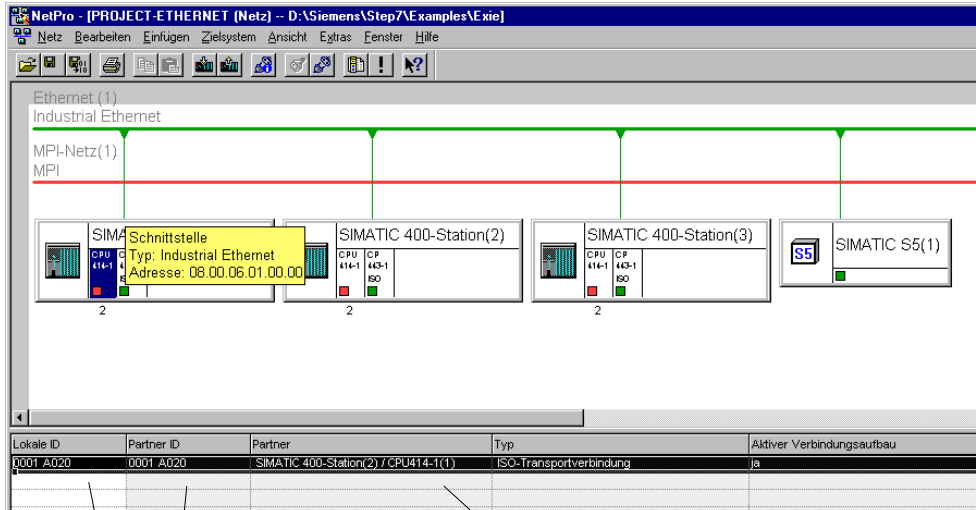 NetPro - [PROJECT-ETHERNET (Netz) -- D:\Siemens\Step7\Examples\Exie]
Netz Bearbeiten Einfügen Zielsystem Ansicht Extras Fenster Hilfe
Ethernet (1)
Industrial Ethernet
MPI-Netz(1)
MPI
SIMA
Schnittstelle
Typ: Industrial Ethernet
Adresse: 08.00.06.01.00.00
CPU
414-1
2
SIMATIC 400-Station(2)
CPU CP
414-1 443-1
ISO
2
SIMATIC 400-Station(3)
CPU CP
414-1 443-1
ISO
2
S5
SIMATIC S5(1)
Lokale ID Partner ID Partner Typ Aktiver Verbindungsaufbau
0001 A020 0001 A020 SIMATIC 400-Station(2) / CPU414-1(1) ISO-Transportverbindung ja